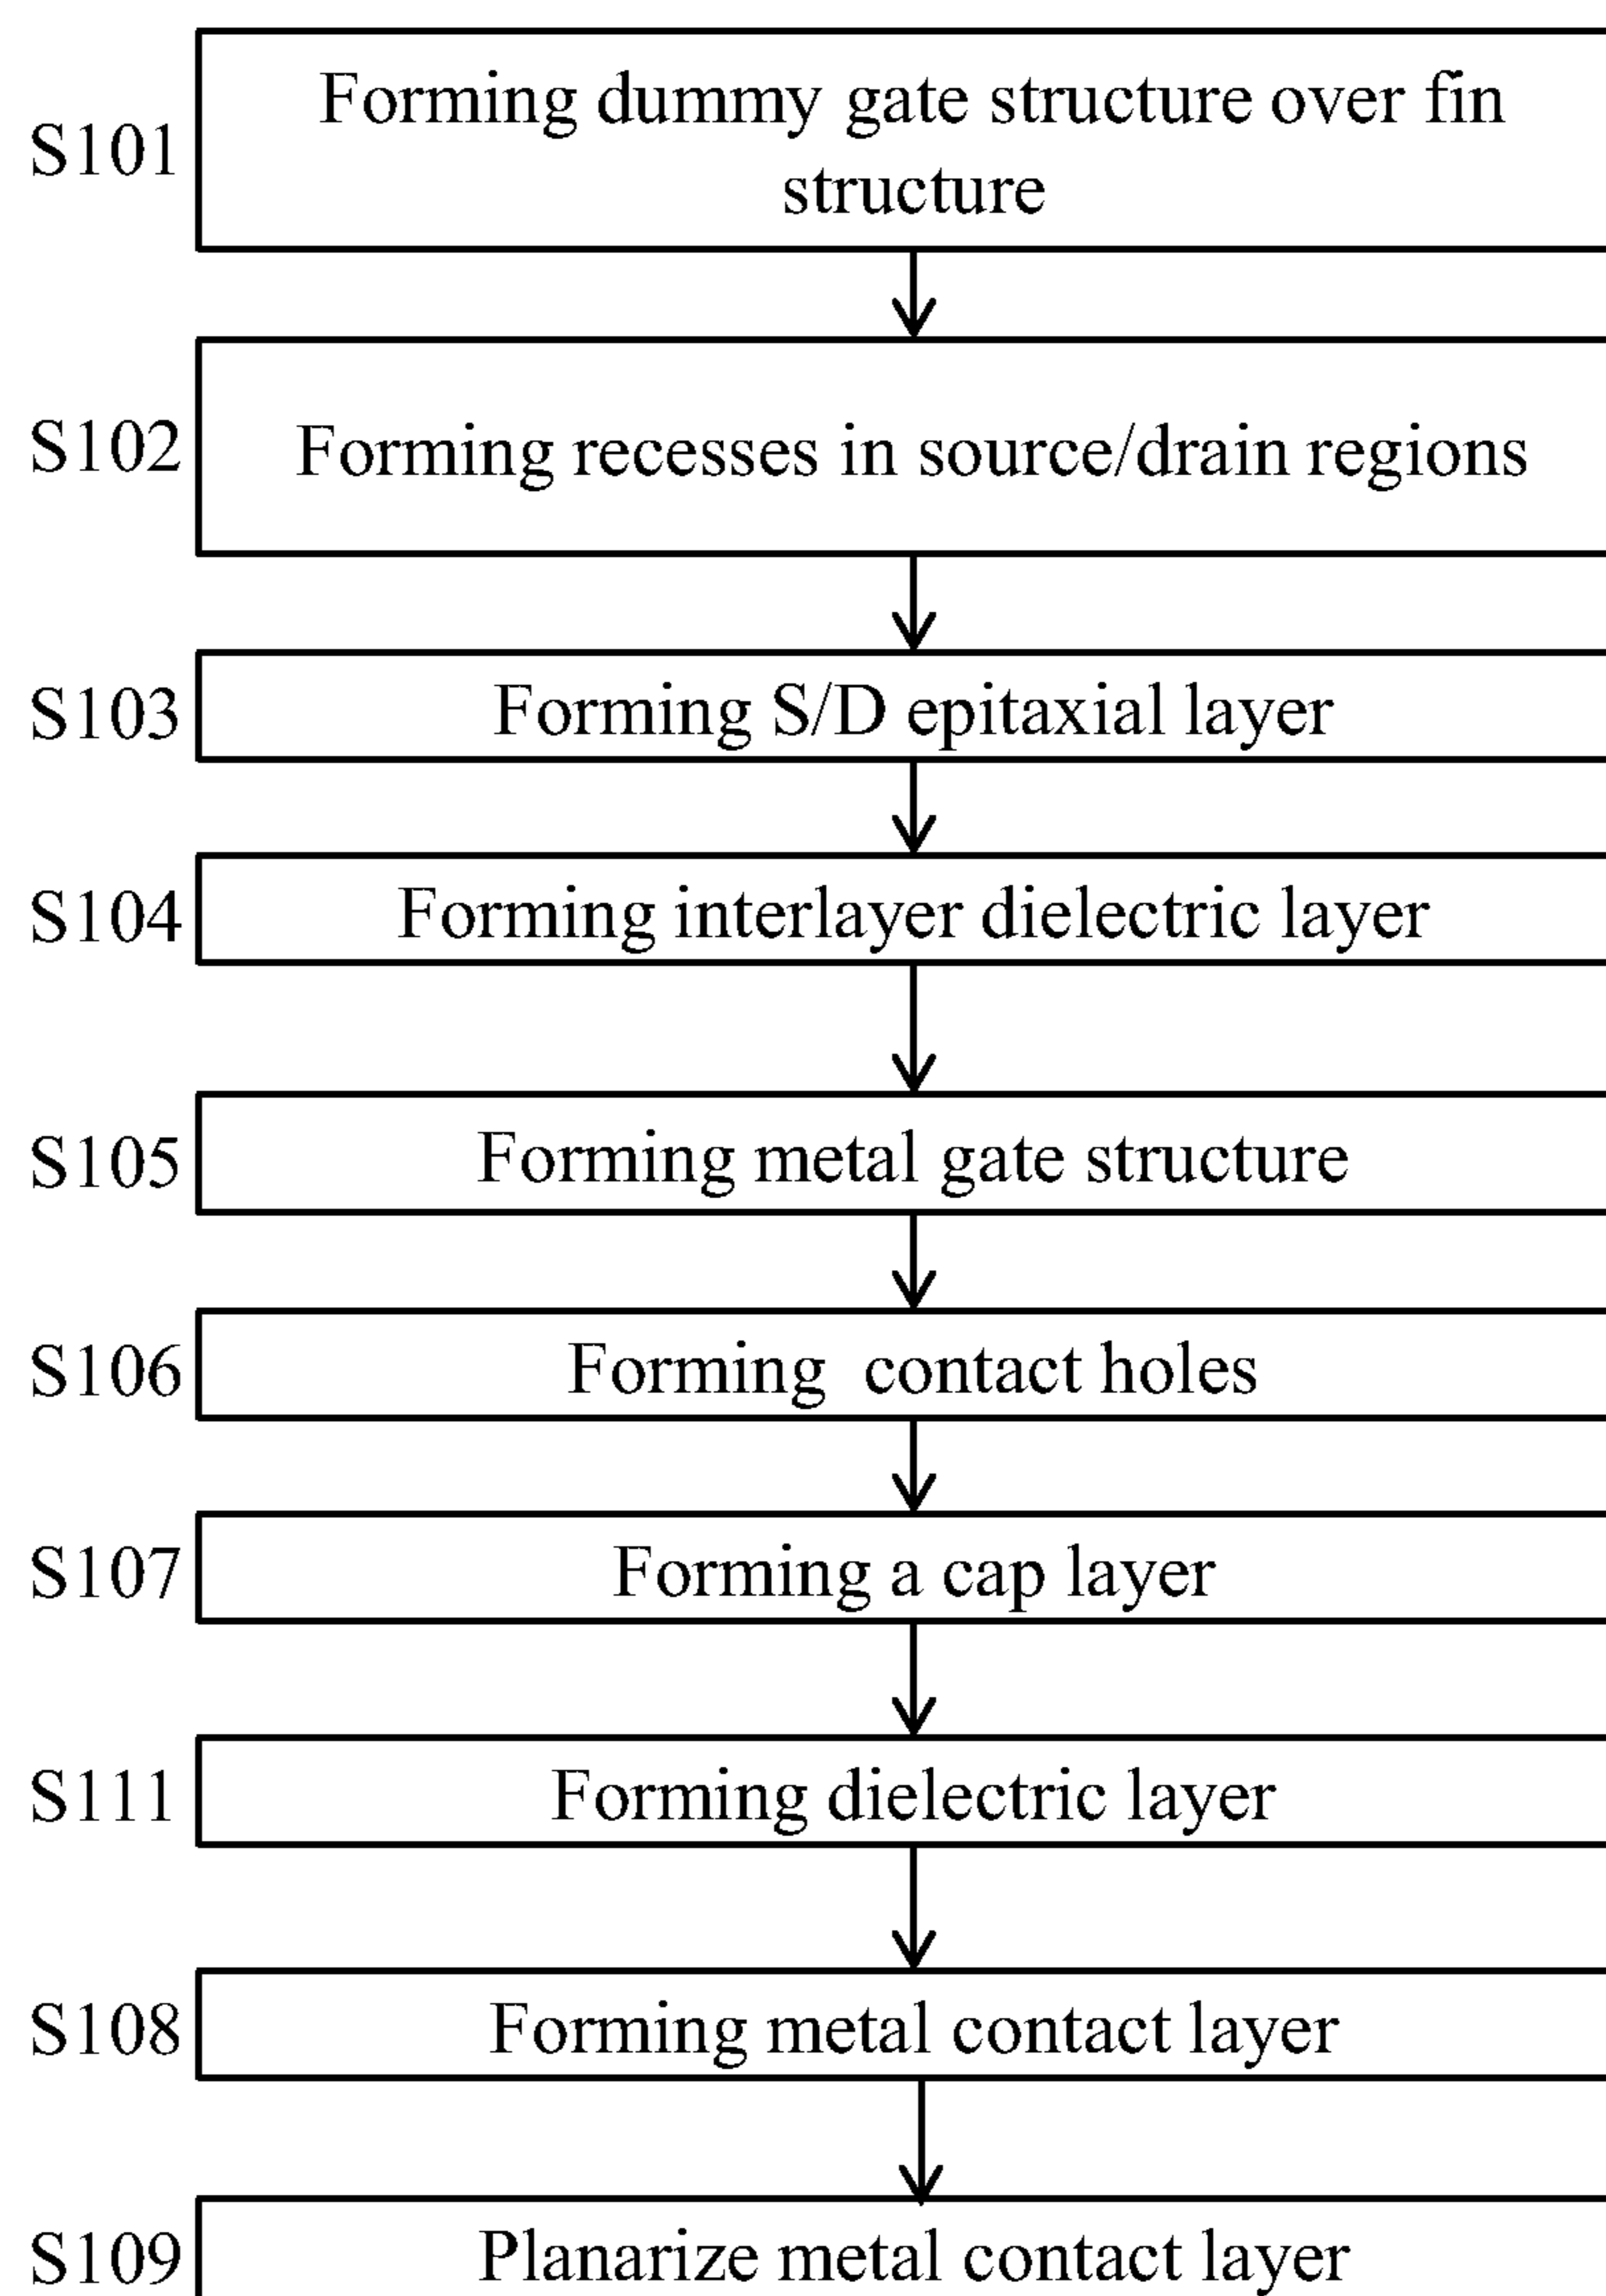 S101
Forming dummy gate structure over fin
structure
S102
Forming recesses in source/drain regions
S103
Forming S/D epitaxial layer
S104
Forming interlayer dielectric layer
S105
Forming metal gate structure
S106
Forming contact holes
S107
Forming a cap layer
S111
Forming dielectric layer
S108
Forming metal contact layer
S109
Planarize metal contact layer